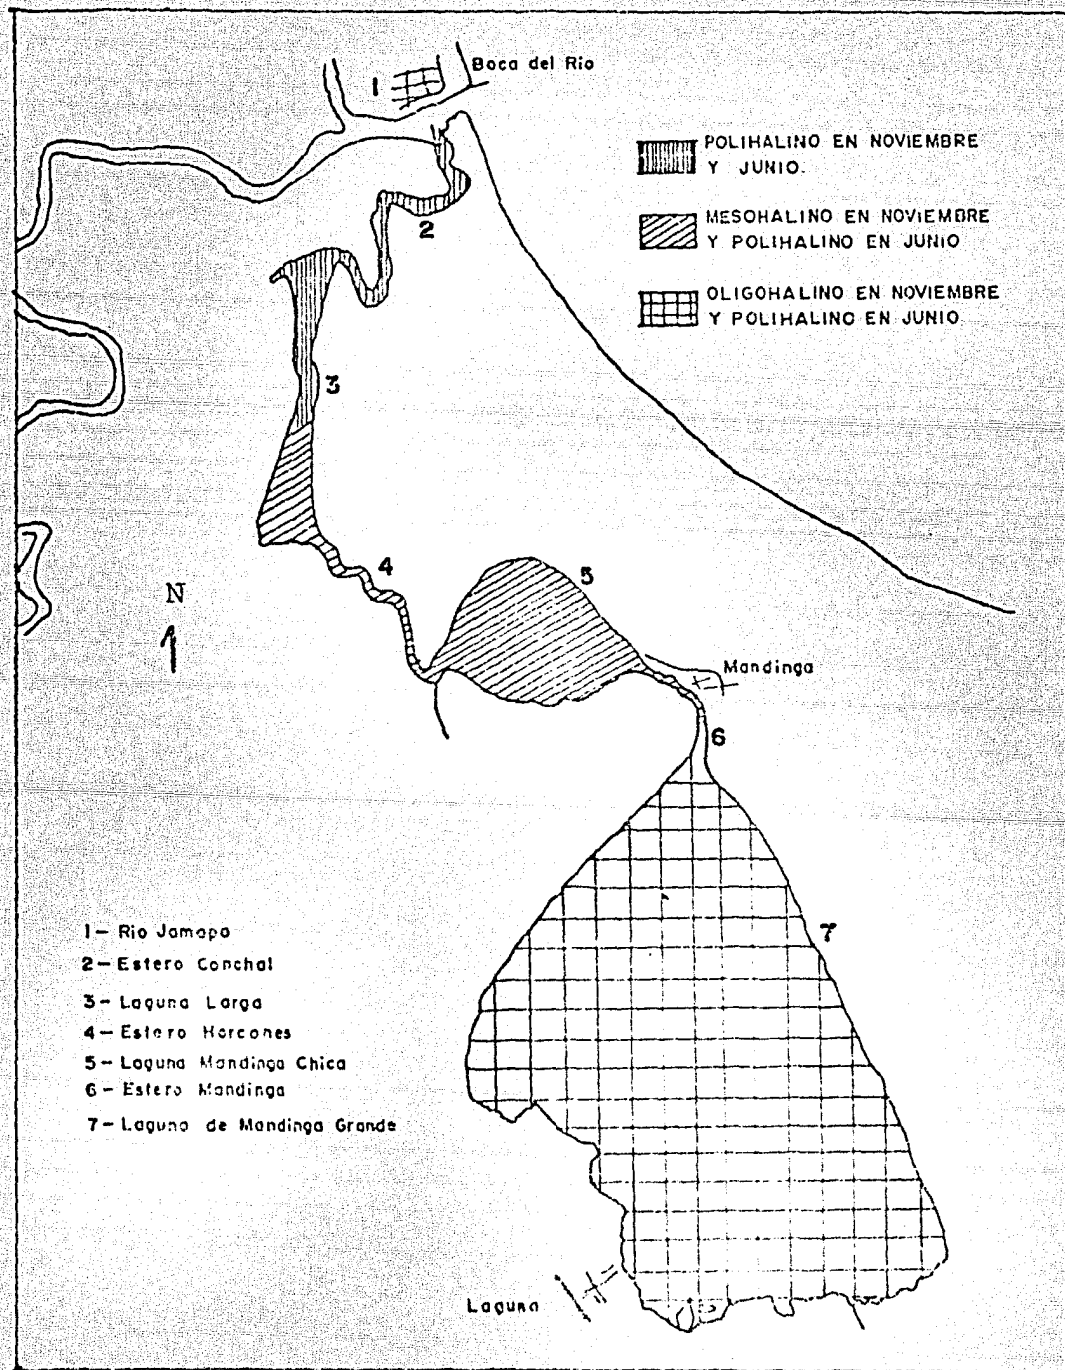 Boca del Rio
1
POLIHALINO EN NOVIEMBRE
Y JUNIO.
MESOHALINO EN NOVIEMBRE
Y POLIHALINO EN JUNIO
OLIGOHALINO EN NOVIEMBRE
Y POLIHALINO EN JUNIO
2
3
4
5
N
Mandinga
6
7
1- Rio Jamapa
2- Estero Conchal
3- Laguna Larga
4- Estero Horcones
5- Laguna Mandinga Chica
6- Estero Mandinga
7- Laguna de Mandinga Grande
Laguna